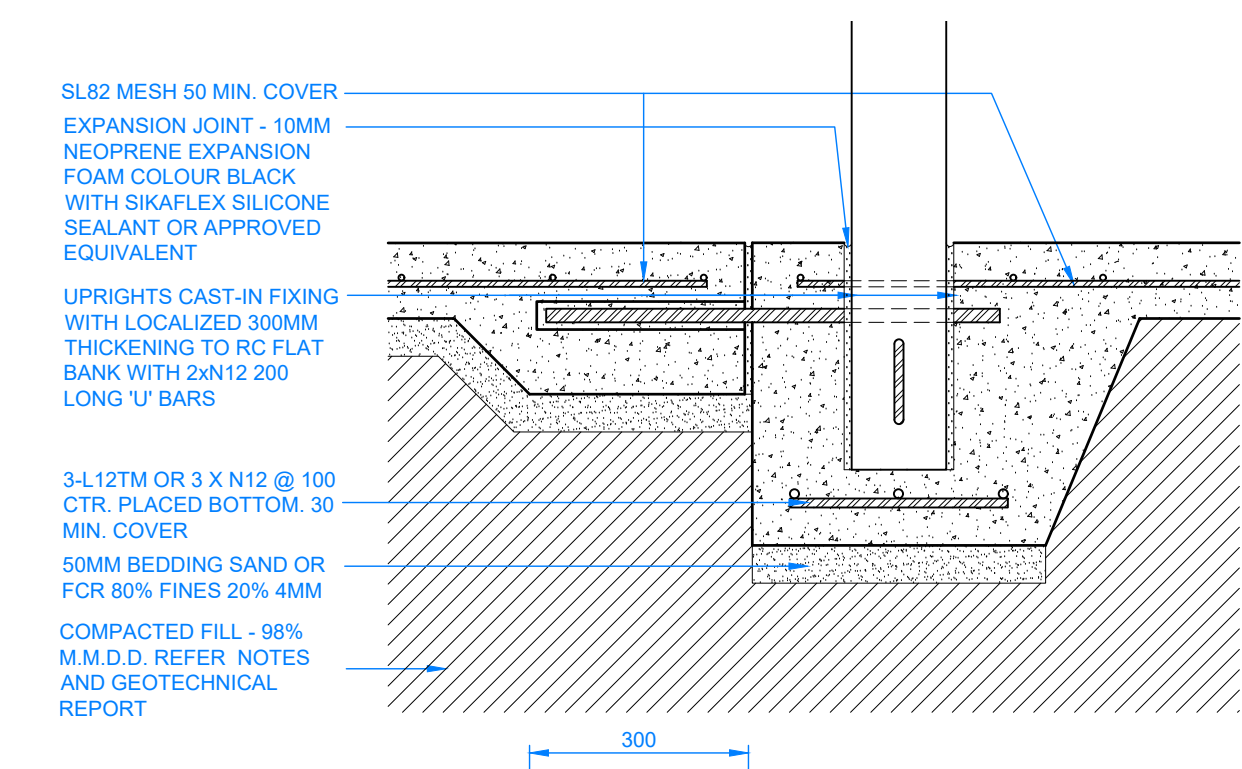 SL82 MESH 50 MIN. COVER
EXPANSION JOINT - 10MM
NEOPRENE EXPANSION
FOAM COLOUR BLACK
WITH SIKAFLEX SILICONE
SEALANT OR APPROVED
EQUIVALENT
UPRIGHTS CAST-IN FIXING
WITH LOCALIZED 300MM
THICKENING TO RC FLAT
BANK WITH 2xN12 200
LONG 'U' BARS
3-L12TM OR 3 X N12 @ 100
CTR. PLACED BOTTOM. 30
MIN. COVER
50MM BEDDING SAND OR
FCR 80% FINES 20% 4MM
COMPACTED FILL - 98%
M.M.D.D. REFER NOTES
AND GEOTECHNICAL
REPORT
300